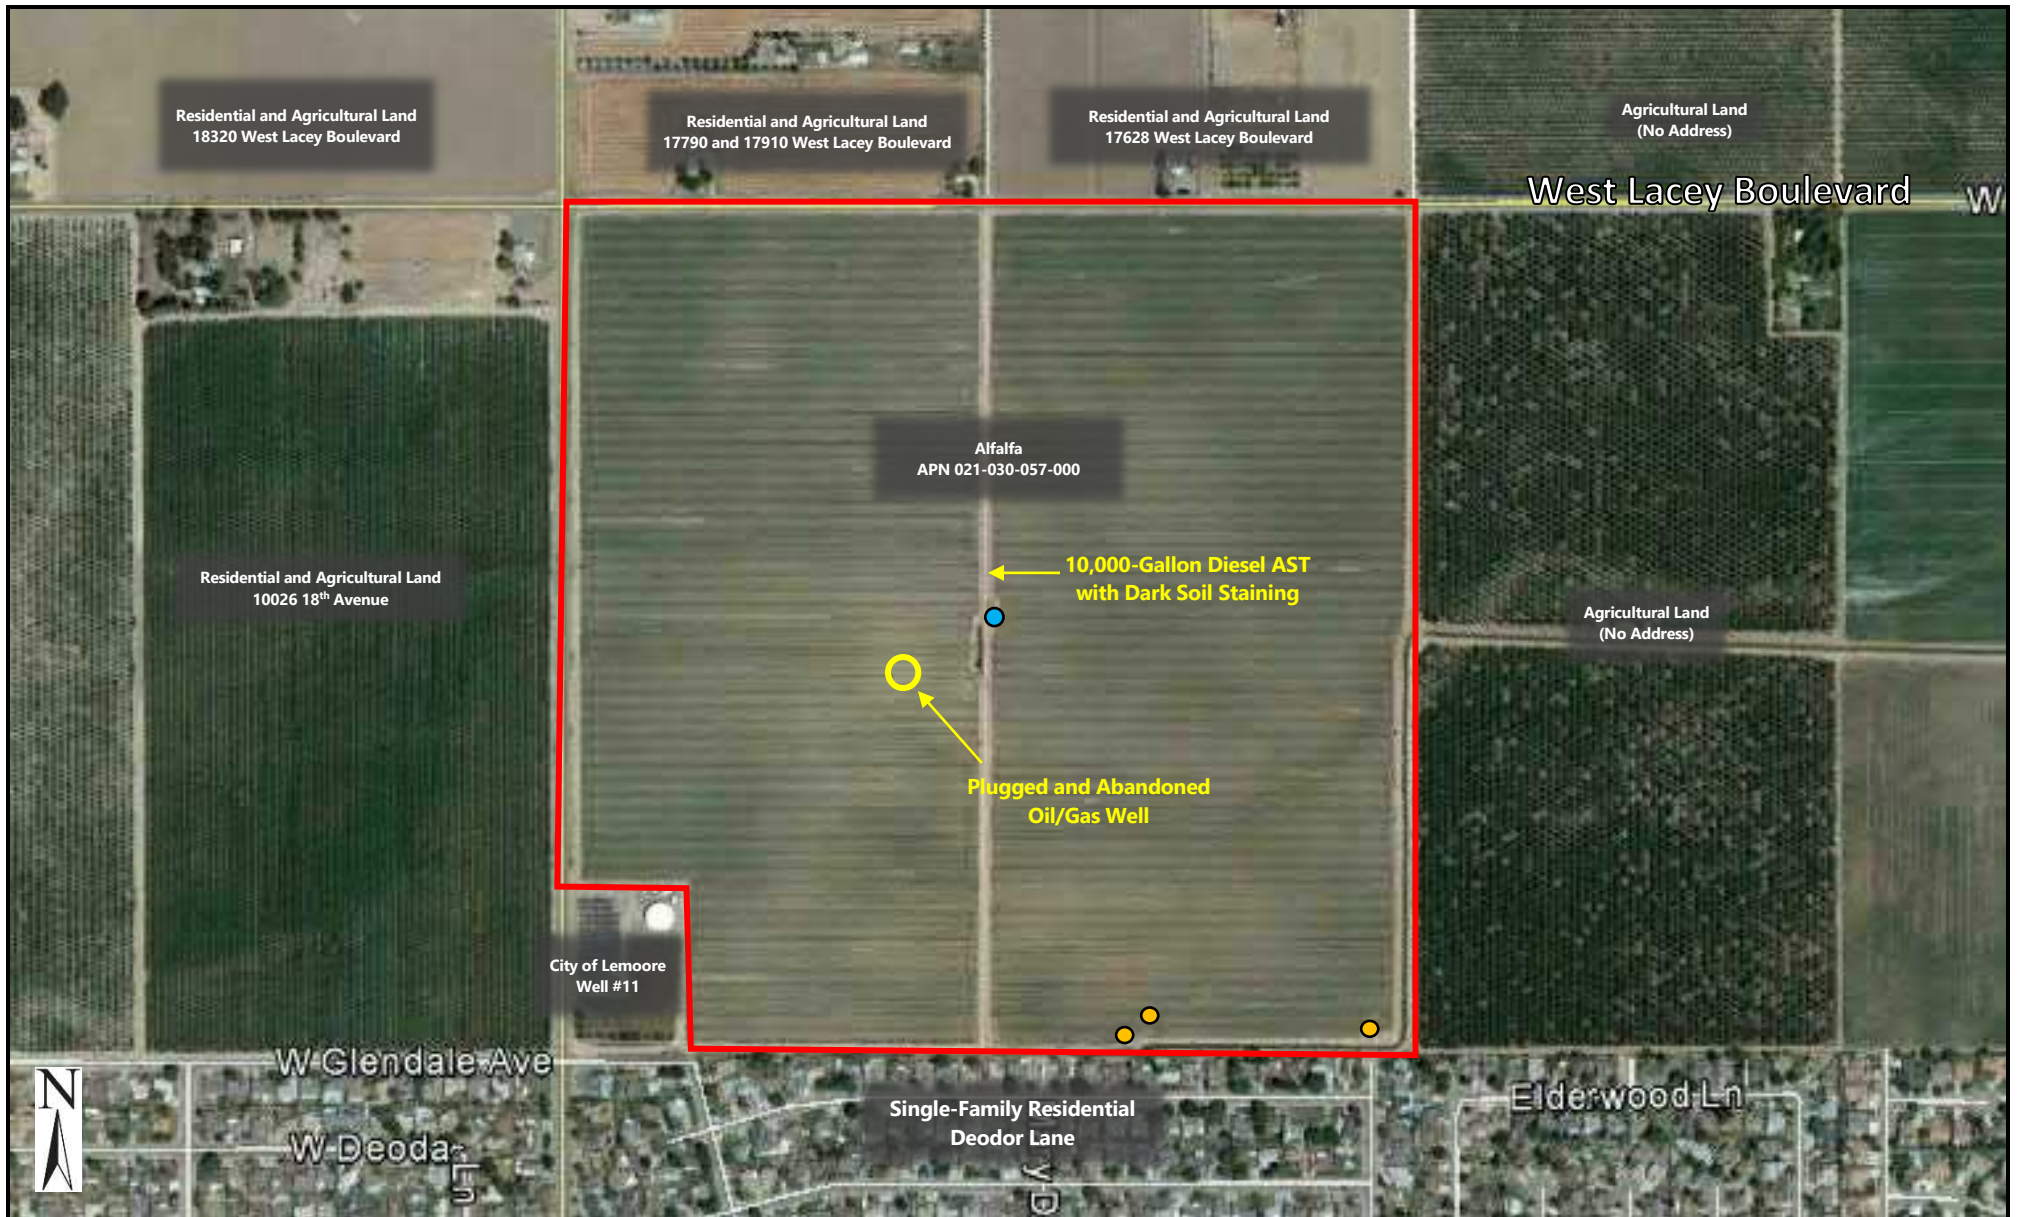 Residential and Agricultural Land
18320 West Lacey Boulevard
Residential and Agricultural Land
17790 and 17910 West Lacey Boulevard
Residential and Agricultural Land
17628 West Lacey Boulevard
Agricultural Land
(No Address)
West Lacey Boulevard
W
Alfalfa
APN 021-030-057-000
10,000-Gallon Diesel AST
with Dark Soil Staining
Residential and Agricultural Land
10026 18th Avenue
Agricultural Land
(No Address)
Plugged and Abandoned
Oil/Gas Well
City of Lemoore
Well #11
W Glendale Ave
N
Elderwood Ln
Single-Family Residential
Deodor Lane
W Deodar
Ln
y D